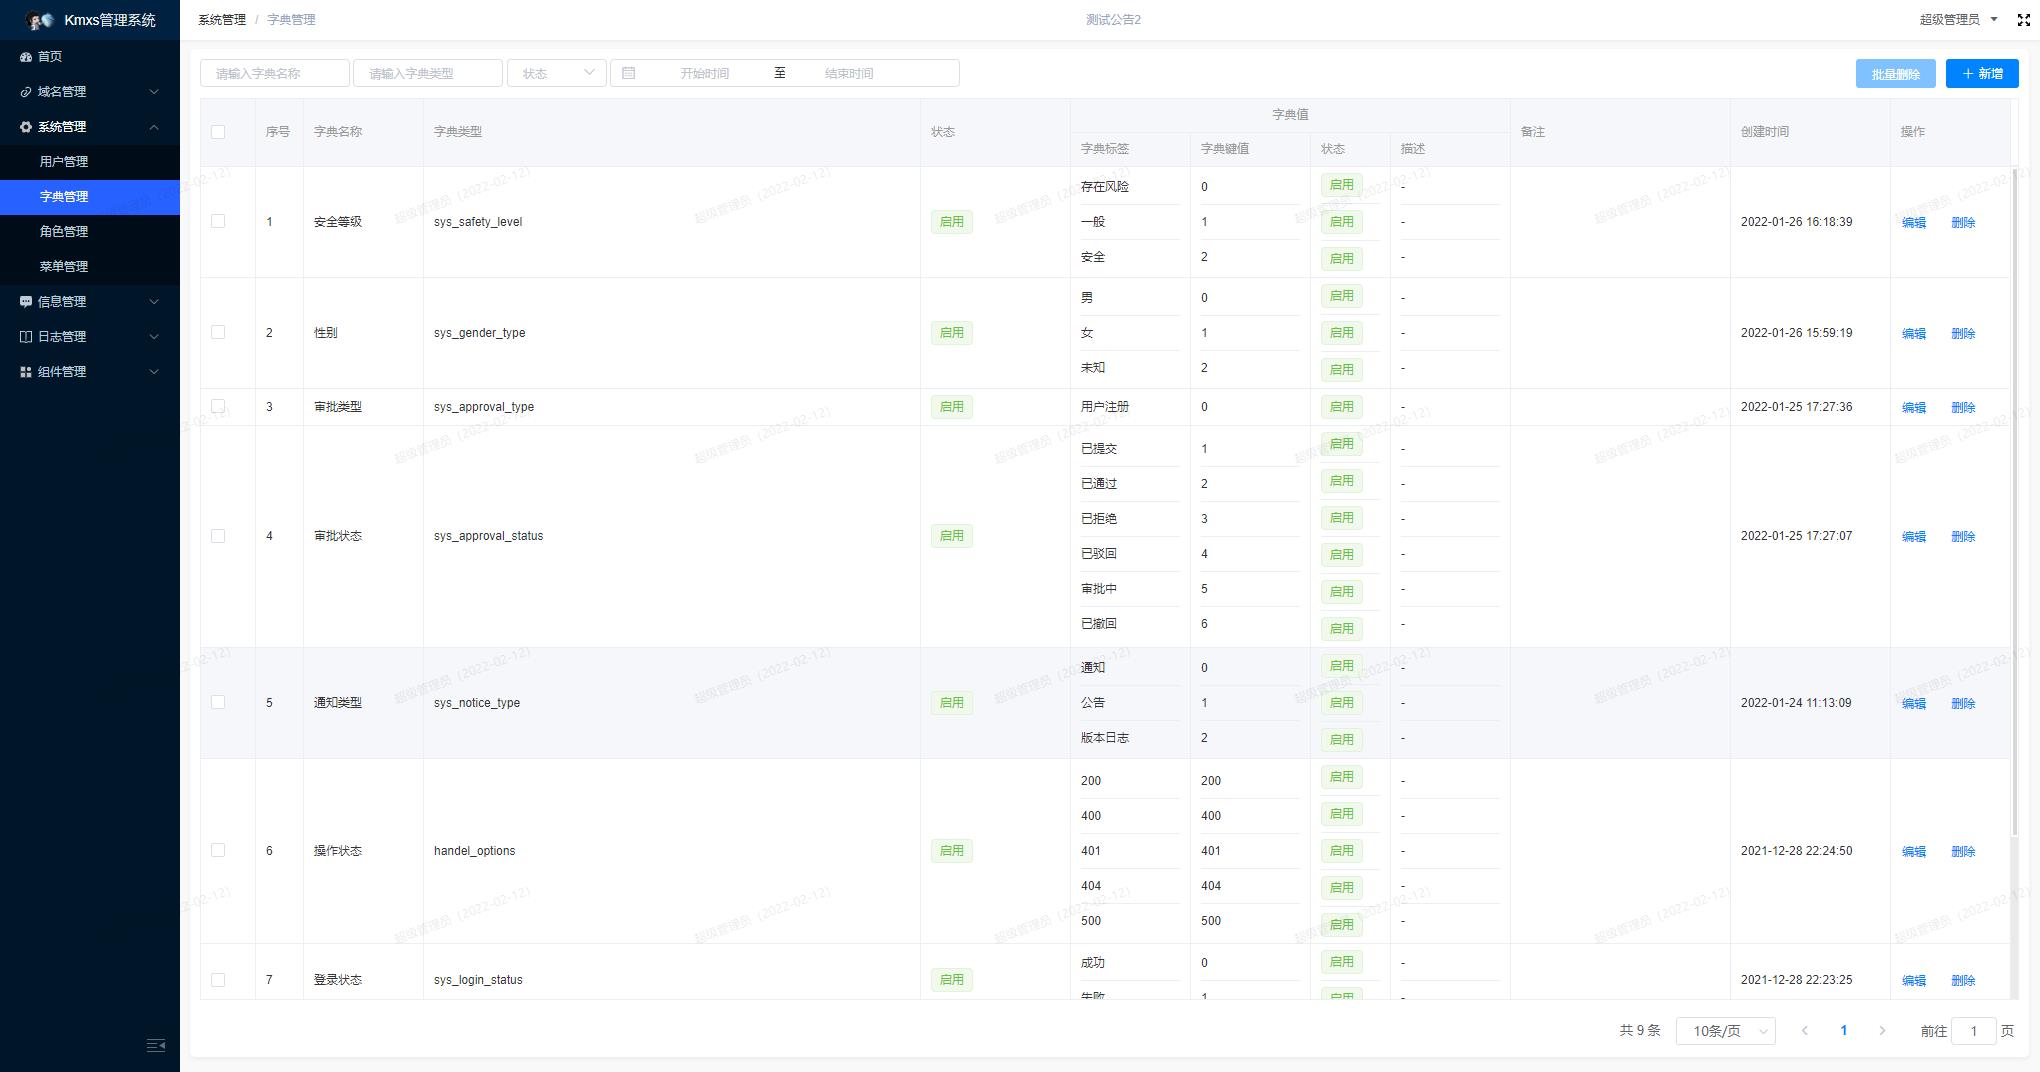 Kmxs管理系统
首页
域名管理
系统管理
用户管理
字典管理
角色管理
菜单管理
信息管理
日志管理
组件管理
系统管理 / 字典管理
测试公告2
超级管理员
请输入字典名称 请输入字典类型 状态 开始时间 至 结束时间
批量删除 新增
序号 字典名称 字典类型 状态 字典值 备注 创建时间 操作
字典标签 字典键值 状态 描述
1 安全等级 sys_safety_level 启用 2022-01-26 16:18:39 编辑 删除
存在风险 0 启用 -
一般 1 启用 -
安全 2 启用 -
2 性别 sys_gender_type 启用 2022-01-26 15:59:19 编辑 删除
男 0 启用 -
女 1 启用 -
未知 2 启用 -
3 审批类型 sys_approval_type 启用 用户注册 0 启用 - 2022-01-25 17:27:36 编辑 删除
4 审批状态 sys_approval_status 启用 2022-01-25 17:27:07 编辑 删除
已提交 1 启用 -
已通过 2 启用 -
已拒绝 3 启用 -
已驳回 4 启用 -
审批中 5 启用 -
已撤回 6 启用 -
5 通知类型 sys_notice_type 启用 2022-01-24 11:13:09 编辑 删除
通知 0 启用 -
公告 1 启用 -
版本日志 2 启用 -
6 操作状态 handel_options 启用 2021-12-28 22:24:50 编辑 删除
200 200 启用 -
400 400 启用 -
401 401 启用 -
404 404 启用 -
500 500 启用 -
7 登录状态 sys_login_status 启用 2021-12-28 22:23:25 编辑 删除
成功 0 启用 -
失败 1 启用 -
共 9 条 10条/页 1 前往 1 页
超级管理员 (2022-02-12)